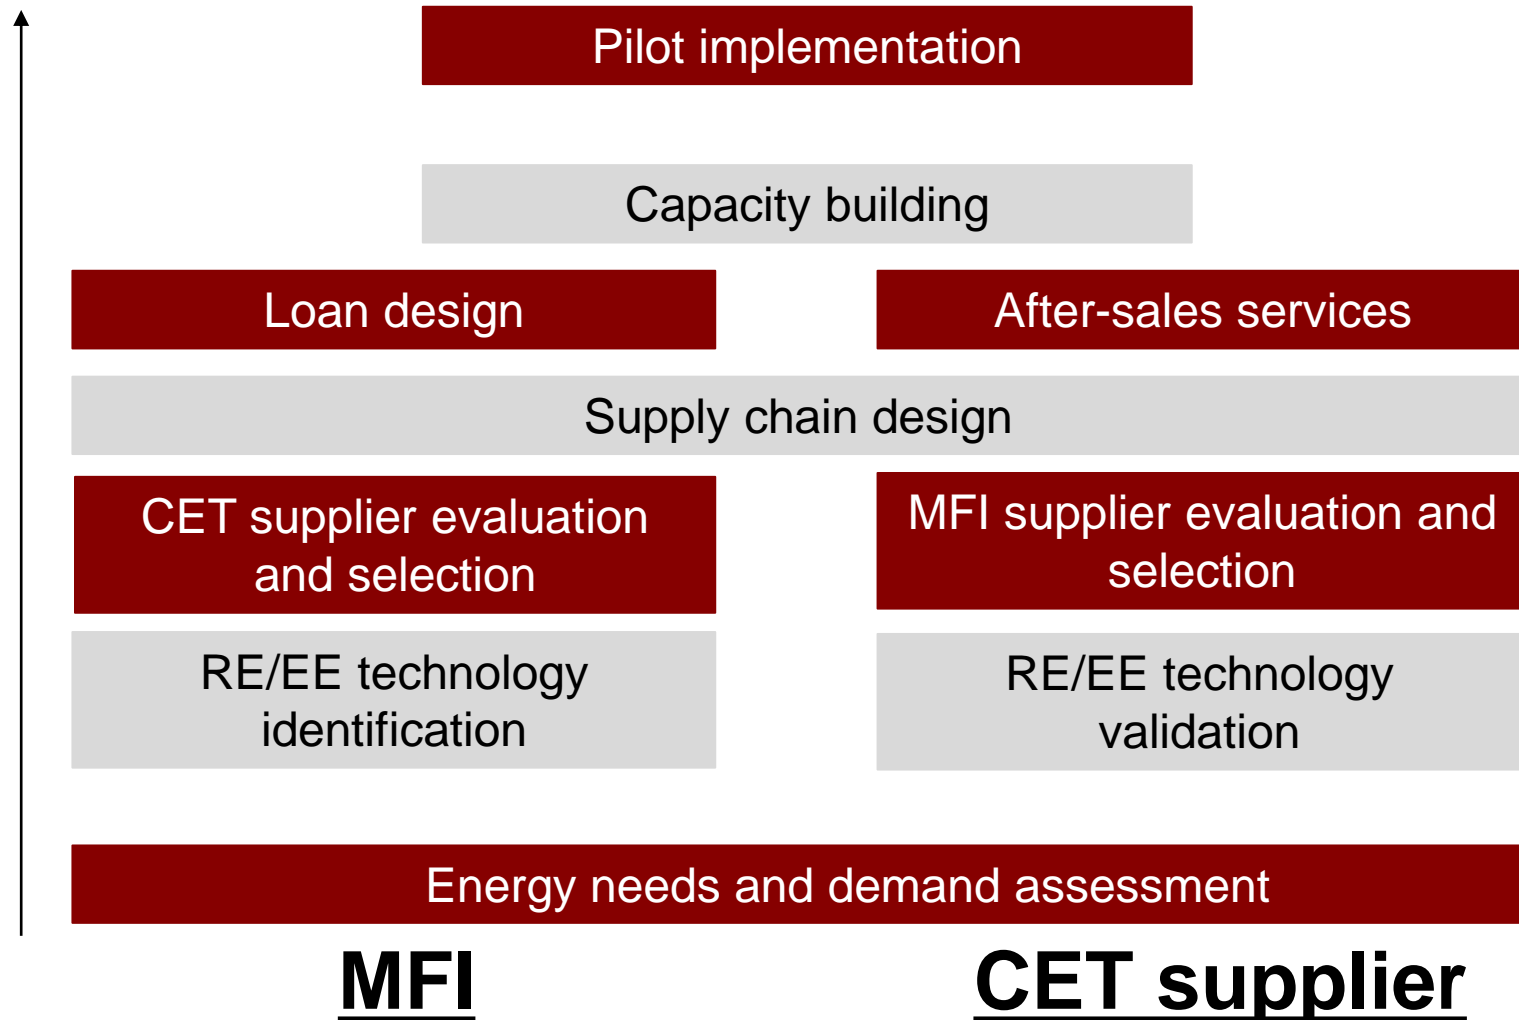 Pilot implementation
Capacity building
Loan design
After-sales services
Supply chain design
CET supplier evaluation
and selection
MFI supplier evaluation and
selection
RE/EE technology
identification
RE/EE technology
validation
Energy needs and demand assessment
MFI
CET supplier